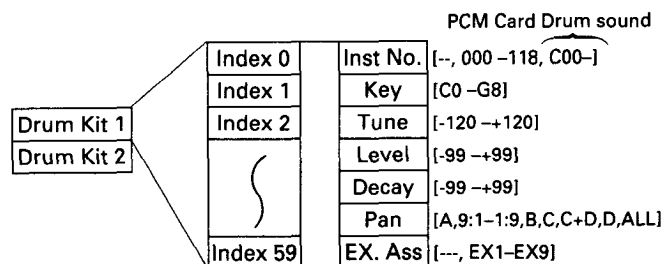 PCM Card Drum sound
Index 0 Inst No. [--, 000 –118, C00–]
Index 1 Key [C0 –G8]
Drum Kit 1 Index 2 Tune [-120 –+120]
Drum Kit 2 Level [-99 –+99]
Decay [-99 –+99]
Pan [A,9:1–1:9,B,C,C+D,D,ALL]
Index 59 EX. Ass [---, EX1–EX9]